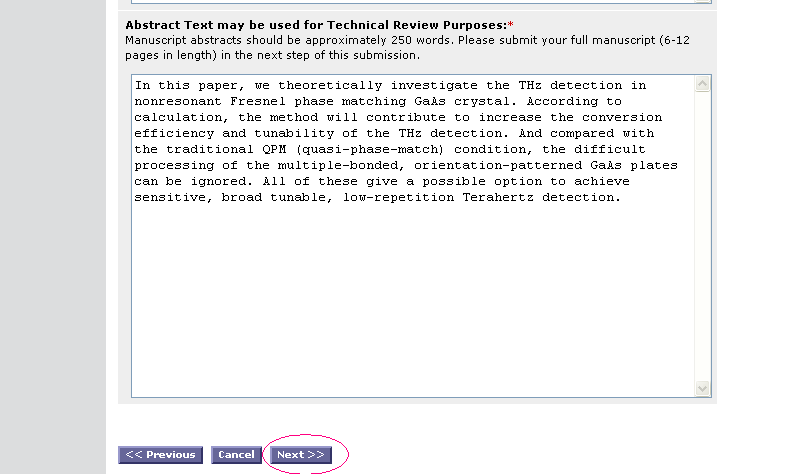 Abstract Text may be used for Technical Review Purposes:*
Manuscript abstracts should be approximately 250 words. Please submit your full manuscript (6-12
pages in length) in the next step of this submission.
In this paper, we theoretically investigate the THz detection in
nonresonant Fresnel phase matching GaAs crystal. According to
calculation, the method will contribute to increase the conversion
efficiency and tunability of the THz detection. And compared with
the traditional QPM (quasi-phase-match) condition, the difficult
processing of the multiple-bonded, orientation-patterned GaAs plates
can be ignored. All of these give a possible option to achieve
sensitive, broad tunable, low-repetition Terahertz detection.
<< Previous Cancel Next >>